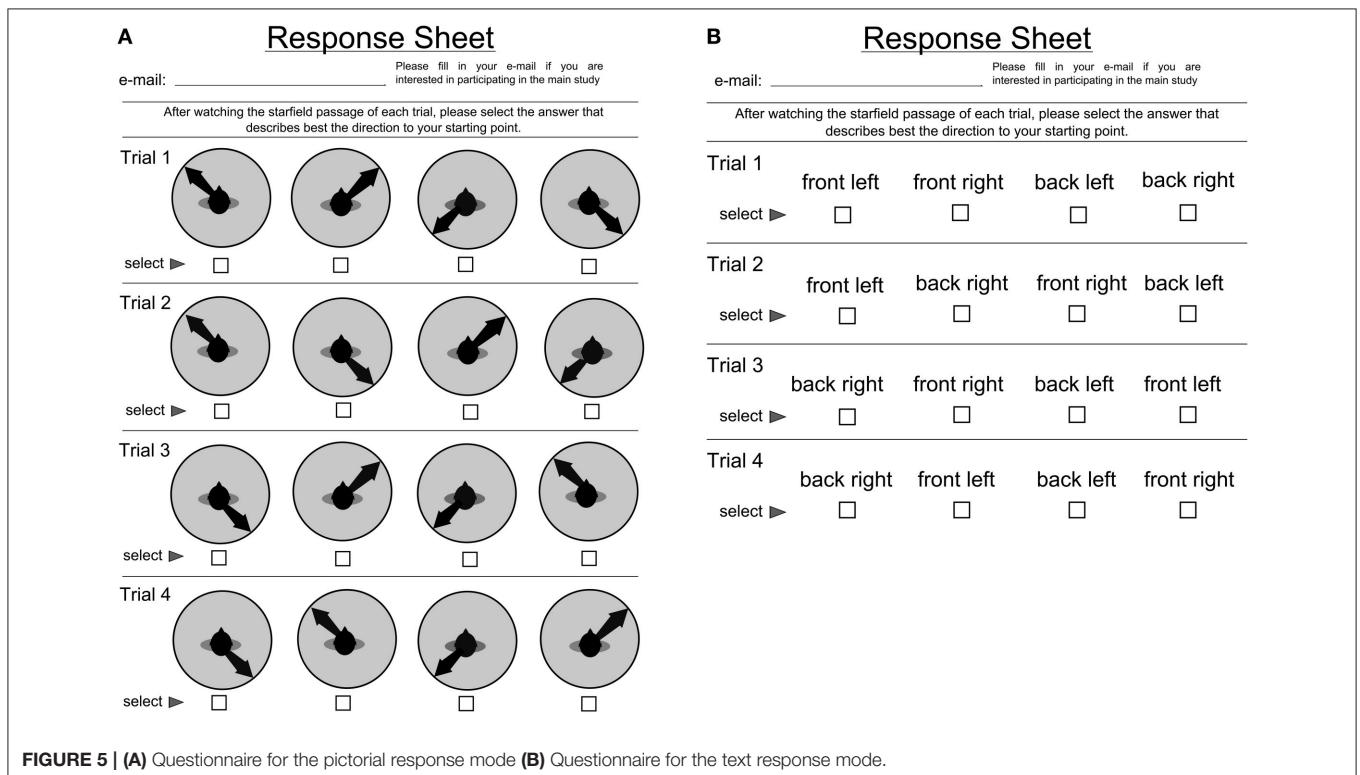 A
Response Sheet
e-mail:
Please fill in your e-mail if you are
interested in participating in the main study
After watching the starfield passage of each trial, please select the answer that
describes best the direction to your starting point.
Trial 1
select
Trial 2
select
Trial 3
select
Trial 4
select
B
Response Sheet
e-mail:
Please fill in your e-mail if you are
interested in participating in the main study
After watching the starfield passage of each trial, please select the answer that
describes best the direction to your starting point.
Trial 1
front left front right back left back right
select
Trial 2
front left back right front right back left
select
Trial 3
back right front right back left front left
select
Trial 4
back right front left back left front right
select
FIGURE 5 | (A) Questionnaire for the pictorial response mode (B) Questionnaire for the text response mode.